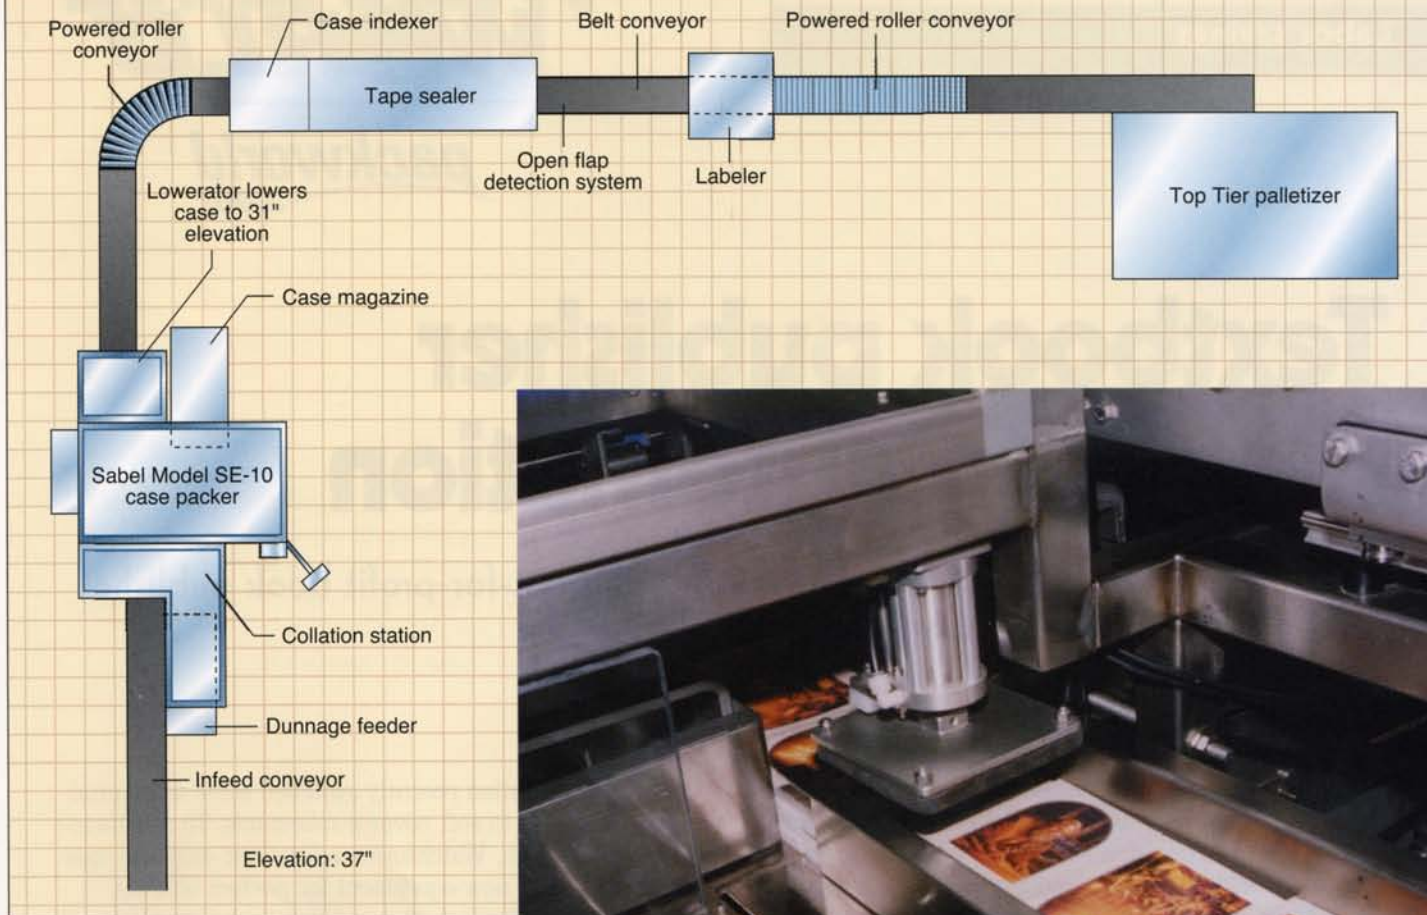 Powered roller
conveyor
Case indexer
Belt conveyor
Powered roller conveyor
Tape sealer
Open flap
detection system
Labeler
Top Tier palletizer
Lowerator lowers
case to 31"
elevation
Case magazine
Sabel Model SE-10
case packer
Collation station
Dunnage feeder
Infeed conveyor
Elevation: 37"